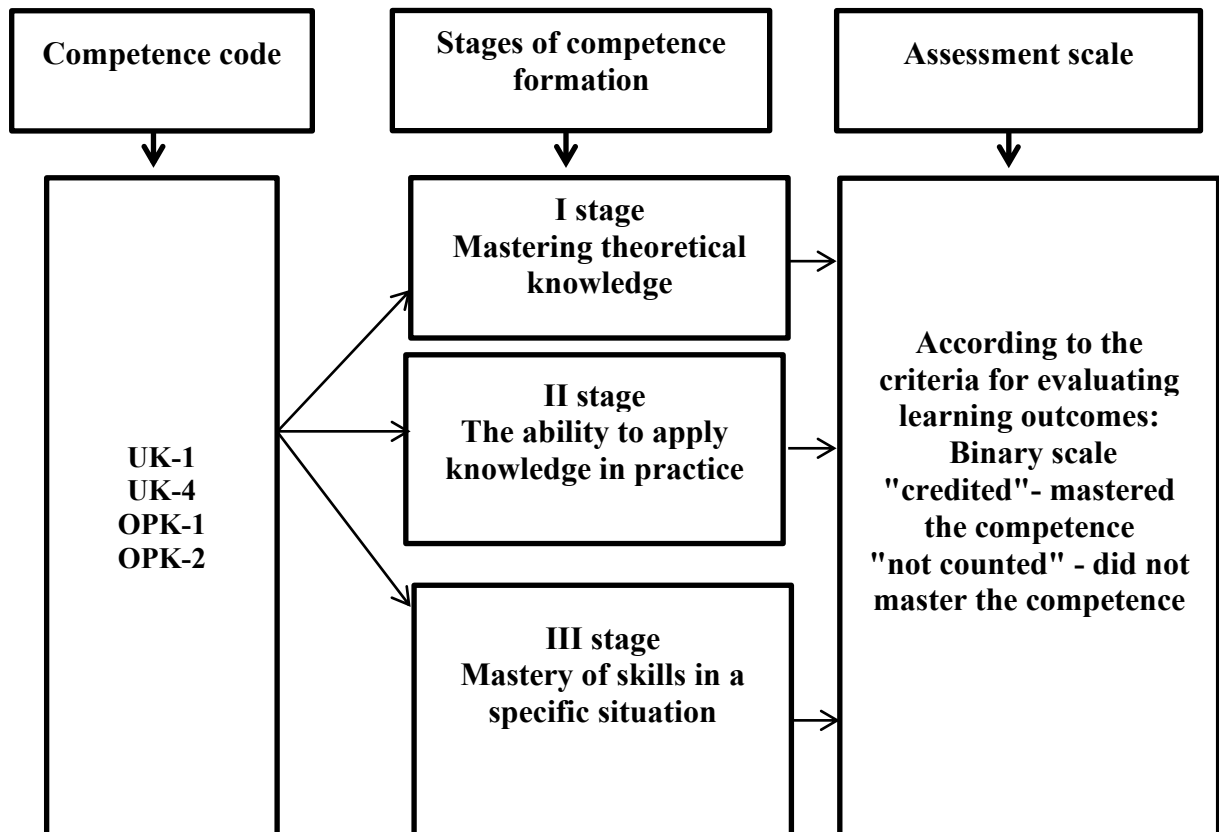 Competence code
Stages of competence
formation
Assessment scale
UK-1
UK-4
OPK-1
OPK-2
I stage
Mastering theoretical
knowledge
II stage
The ability to apply
knowledge in practice
III stage
Mastery of skills in a
specific situation
According to the
criteria for evaluating
learning outcomes:
Binary scale
"credited"- mastered
the competence
"not counted" - did not
master the competence